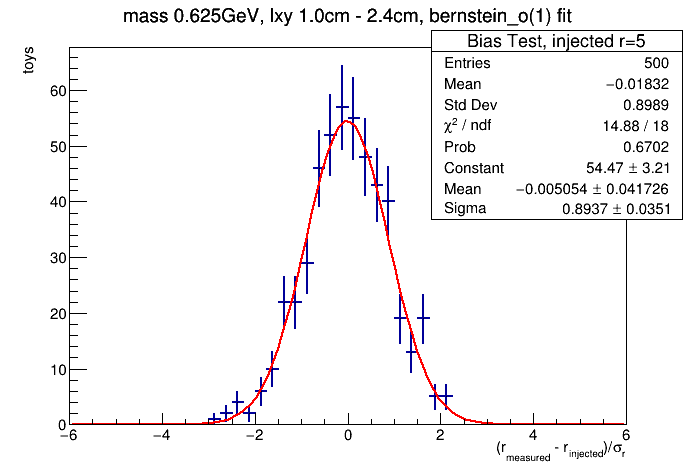 mass 0.625GeV, lxy 1.0cm - 2.4cm, bernstein_o(1) fit
toys
Bias Test, injected r=5
Entries 500
Mean −0.01832
Std Dev 0.8989
χ² / ndf 14.88 / 18
Prob 0.6702
Constant 54.47 ± 3.21
Mean −0.005054 ± 0.041726
Sigma 0.8937 ± 0.0351
60
50
40
30
20
10
0
−6 −4 −2 0 2 4 6
(r_measured - r_injected)/σ_r